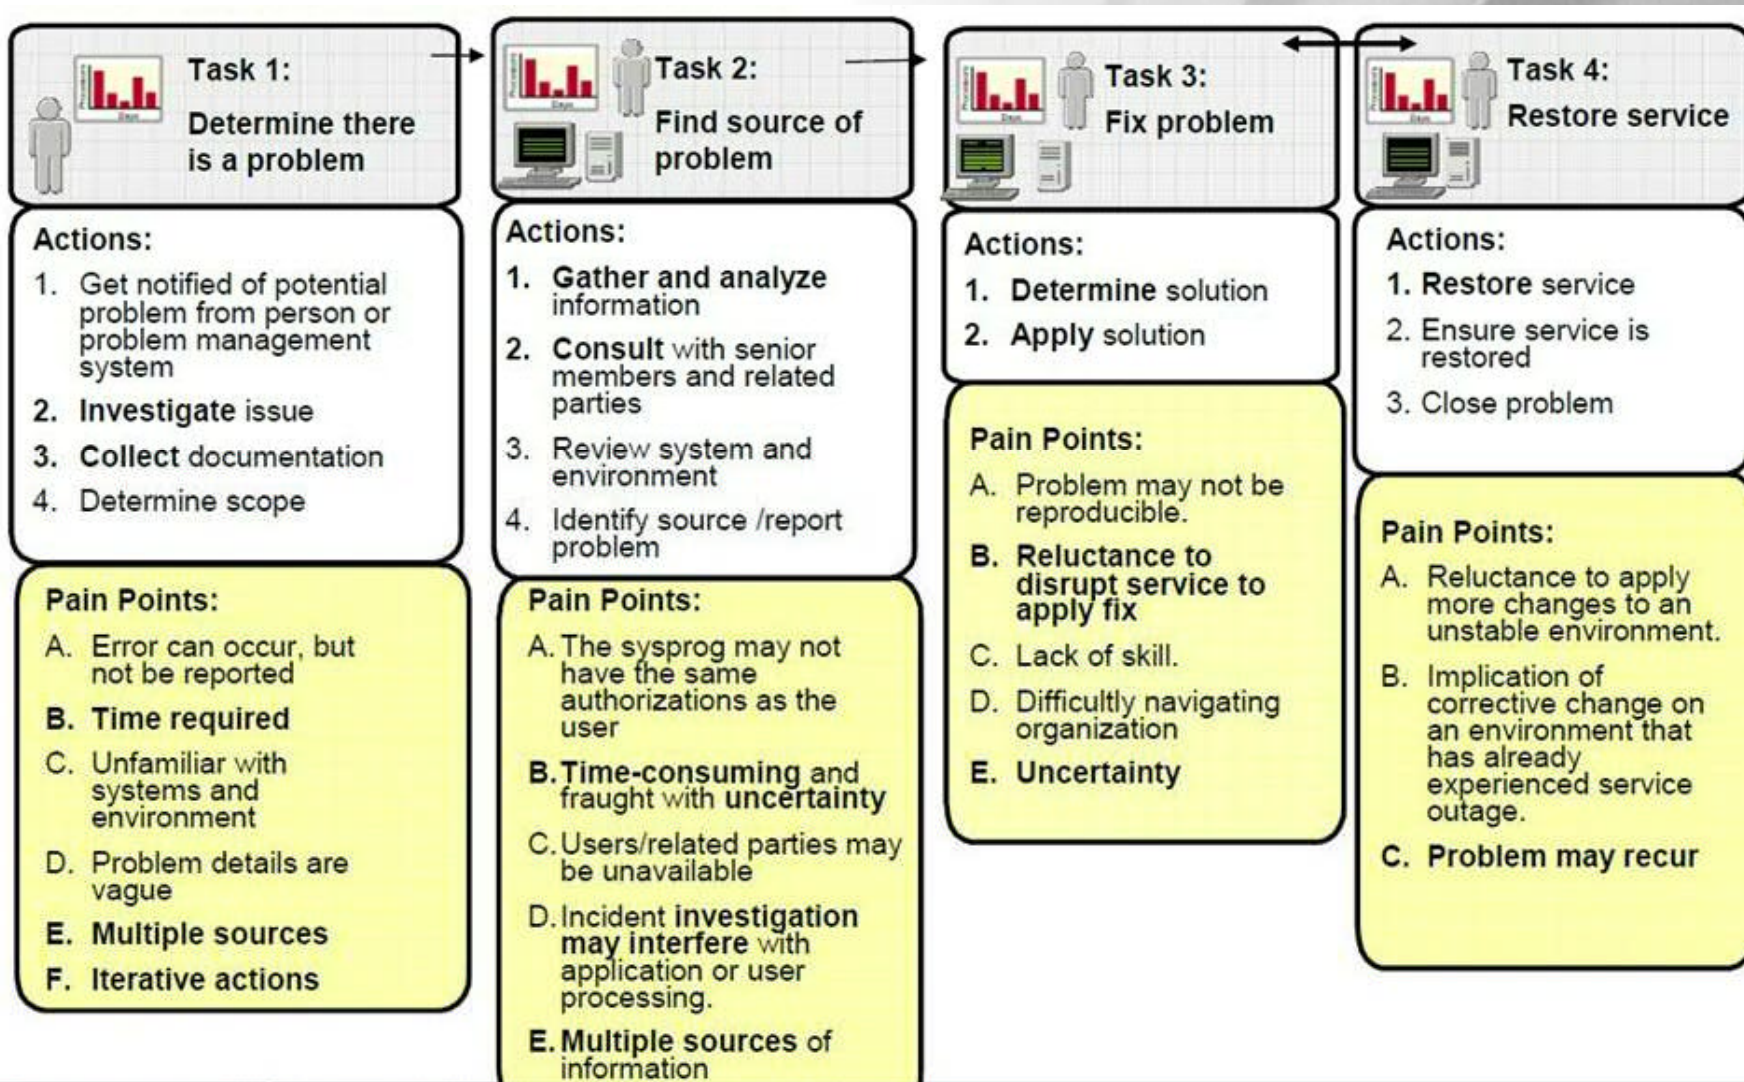 Task 1:
Determine there
is a problem
Actions:
1. Get notified of potential
problem from person or
problem management
system
2. Investigate issue
3. Collect documentation
4. Determine scope
Pain Points:
A. Error can occur, but
not be reported
B. Time required
C. Unfamiliar with
systems and
environment
D. Problem details are
vague
E. Multiple sources
F. Iterative actions
Task 2:
Find source of
problem
Actions:
1. Gather and analyze
information
2. Consult with senior
members and related
parties
3. Review system and
environment
4. Identify source /report
problem
Pain Points:
A. The sysprog may not
have the same
authorizations as the
user
B. Time-consuming and
fraught with uncertainty
C. Users/related parties may
be unavailable
D. Incident investigation
may interfere with
application or user
processing.
E. Multiple sources of
information
Task 3:
Fix problem
Actions:
1. Determine solution
2. Apply solution
Pain Points:
A. Problem may not be
reproducible.
B. Reluctance to
disrupt service to
apply fix
C. Lack of skill.
D. Difficultly navigating
organization
E. Uncertainty
Task 4:
Restore service
Actions:
1. Restore service
2. Ensure service is
restored
3. Close problem
Pain Points:
A. Reluctance to apply
more changes to an
unstable environment.
B. Implication of
corrective change on
an environment that
has already
experienced service
outage.
C. Problem may recur